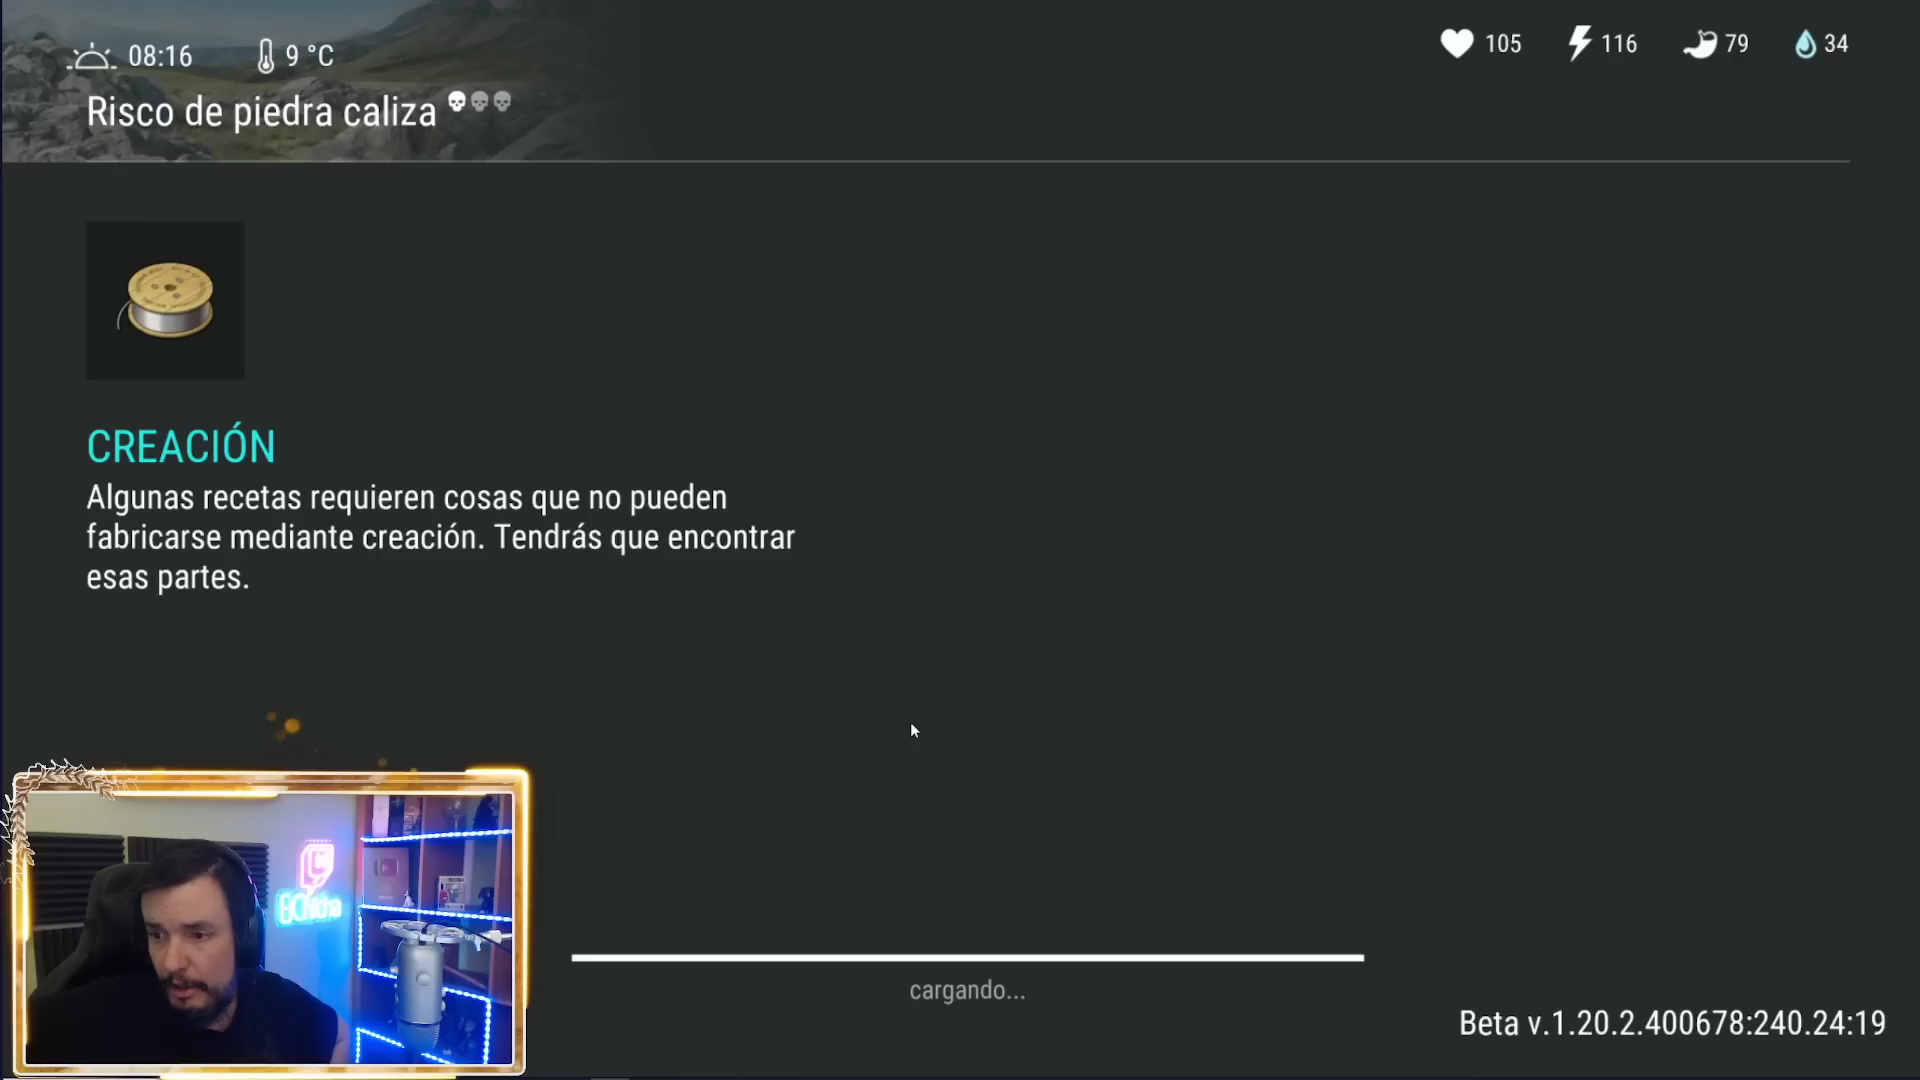 08:16
9 °C
105
116
79
34
Risco de piedra caliza
CREACIÓN
Algunas recetas requieren cosas que no pueden
fabricarse mediante creación. Tendrás que encontrar
esas partes.
ElChicha
cargando...
Beta v.1.20.2.400678:240.24:19